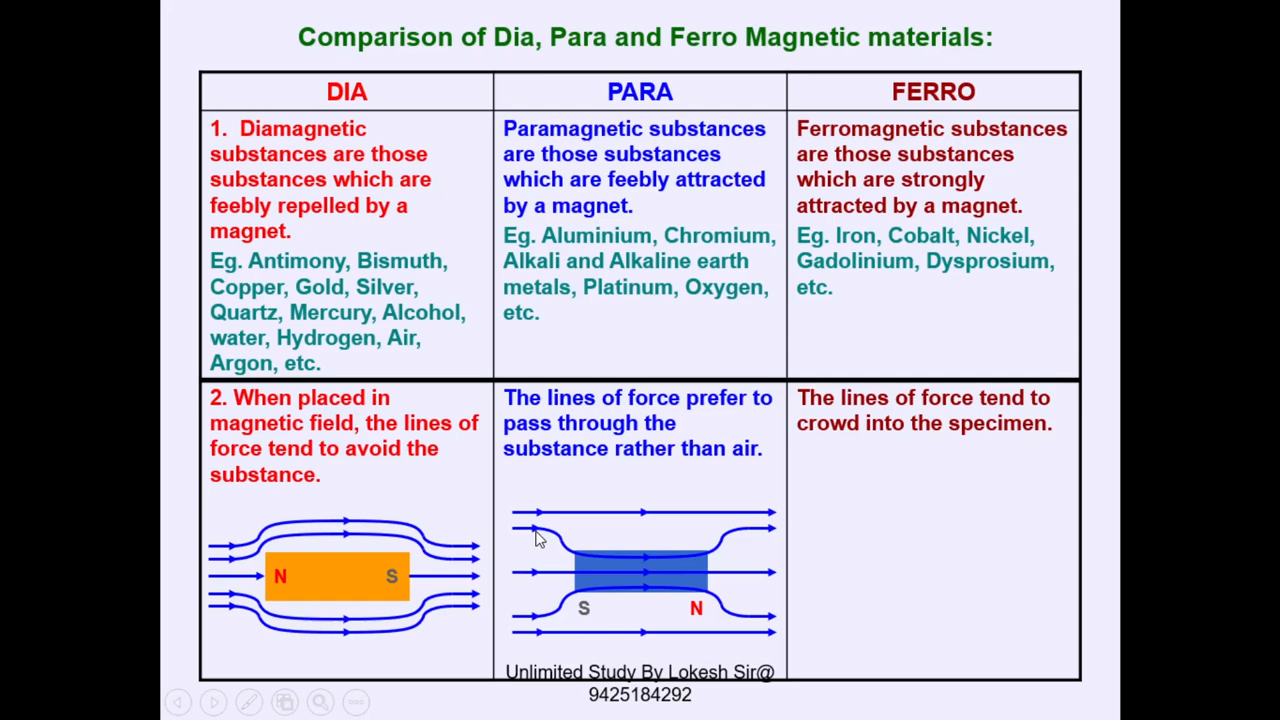 Comparison of Dia, Para and Ferro Magnetic materials:
DIA
PARA
FERRO
1. Diamagnetic
substances are those
substances which are
feebly repelled by a
magnet.
Eg. Antimony, Bismuth,
Copper, Gold, Silver,
Quartz, Mercury, Alcohol,
water, Hydrogen, Air,
Argon, etc.
Paramagnetic substances
are those substances
which are feebly attracted
by a magnet.
Eg. Aluminium, Chromium,
Alkali and Alkaline earth
metals, Platinum, Oxygen,
etc.
Ferromagnetic substances
are those substances
which are strongly
attracted by a magnet.
Eg. Iron, Cobalt, Nickel,
Gadolinium, Dysprosium,
etc.
2. When placed in
magnetic field, the lines of
force tend to avoid the
substance.
N S
The lines of force prefer to
pass through the
substance rather than air.
S N
The lines of force tend to
crowd into the specimen.
Unlimited Study By Lokesh Sir@
9425184292